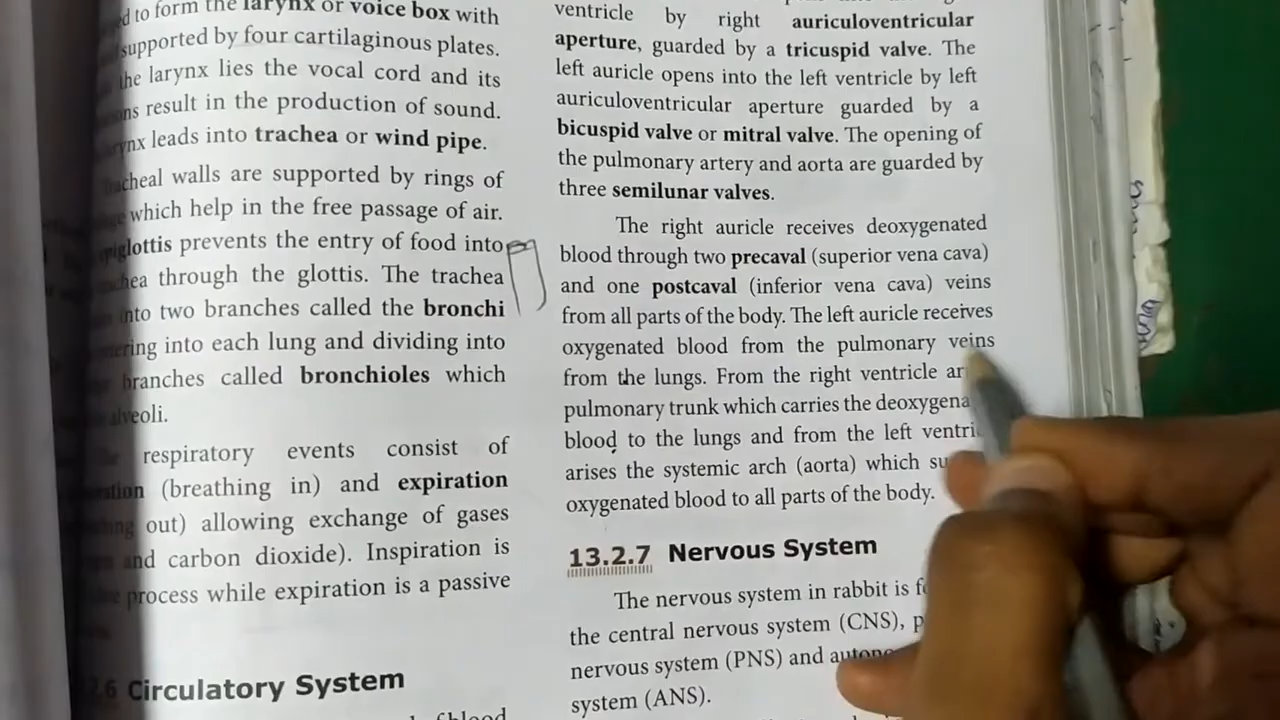 to form the larynx or voice box with
supported by four cartilaginous plates.
the larynx lies the vocal cord and its
result in the production of sound.
leads into trachea or wind pipe.
walls are supported by rings of
which help in the free passage of air.
prevents the entry of food into
through the glottis. The trachea
into two branches called the bronchi
into each lung and dividing into
branches called bronchioles which
alveoli.
respiratory events consist of
(breathing in) and expiration
out) allowing exchange of gases
and carbon dioxide). Inspiration is
process while expiration is a passive
Circulatory System
ventricle by right auriculoventricular
aperture, guarded by a tricuspid valve. The
left auricle opens into the left ventricle by left
auriculoventricular aperture guarded by a
bicuspid valve or mitral valve. The opening of
the pulmonary artery and aorta are guarded by
three semilunar valves.
The right auricle receives deoxygenated
blood through two precaval (superior vena cava)
and one postcaval (inferior vena cava) veins
from all parts of the body. The left auricle receives
oxygenated blood from the pulmonary veins
from the lungs. From the right ventricle
pulmonary trunk which carries the
blood to the lungs and from the left
arises the systemic arch (aorta) which
oxygenated blood to all parts of the body.
13.2.7 Nervous System
The nervous system in rabbit is
the central nervous system (CNS),
nervous system (PNS) and
system (ANS).